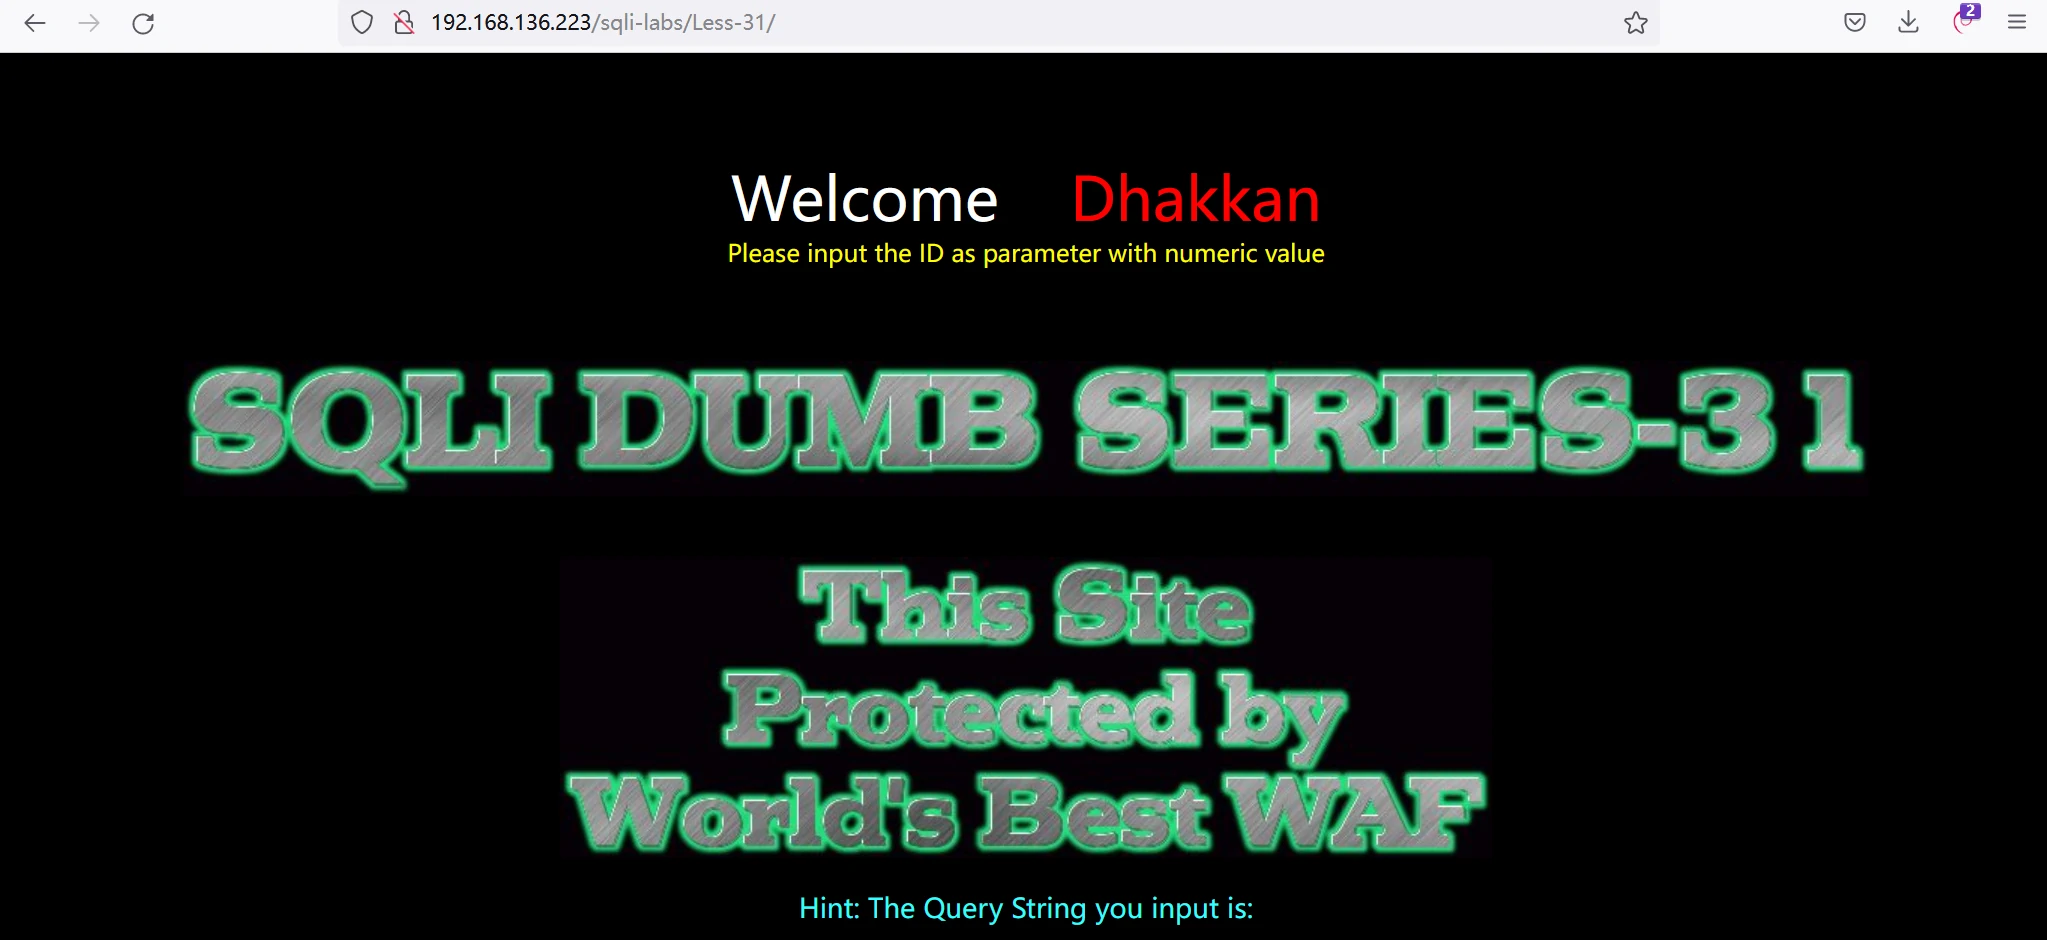 192.168.136.223/sqli-labs/Less-31/
2
Welcome Dhakkan
Please input the ID as parameter with numeric value
SQLI DUMB SERIES-31
This Site
Protected by
World's Best WAF
Hint: The Query String you input is: